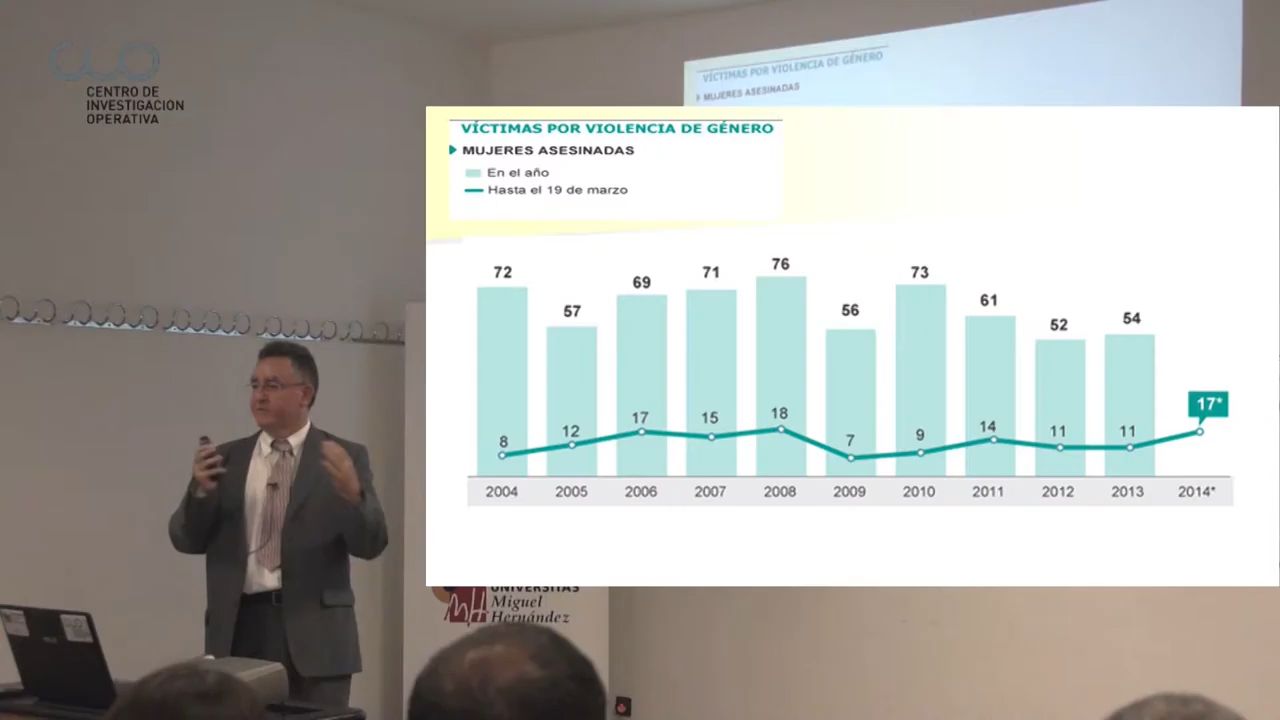 CENTRO DE
INVESTIGACION
OPERATIVA
VÍCTIMAS POR VIOLENCIA DE GÉNERO
MUJERES ASESINADAS
VÍCTIMAS POR VIOLENCIA DE GÉNERO
MUJERES ASESINADAS
En el año
Hasta el 19 de marzo
72 57 69 71 76 56 73 61 52 54
8 12 17 15 18 7 9 14 11 11 17*
2004 2005 2006 2007 2008 2009 2010 2011 2012 2013 2014*
UNIVERSITAS
Miguel
Hernández